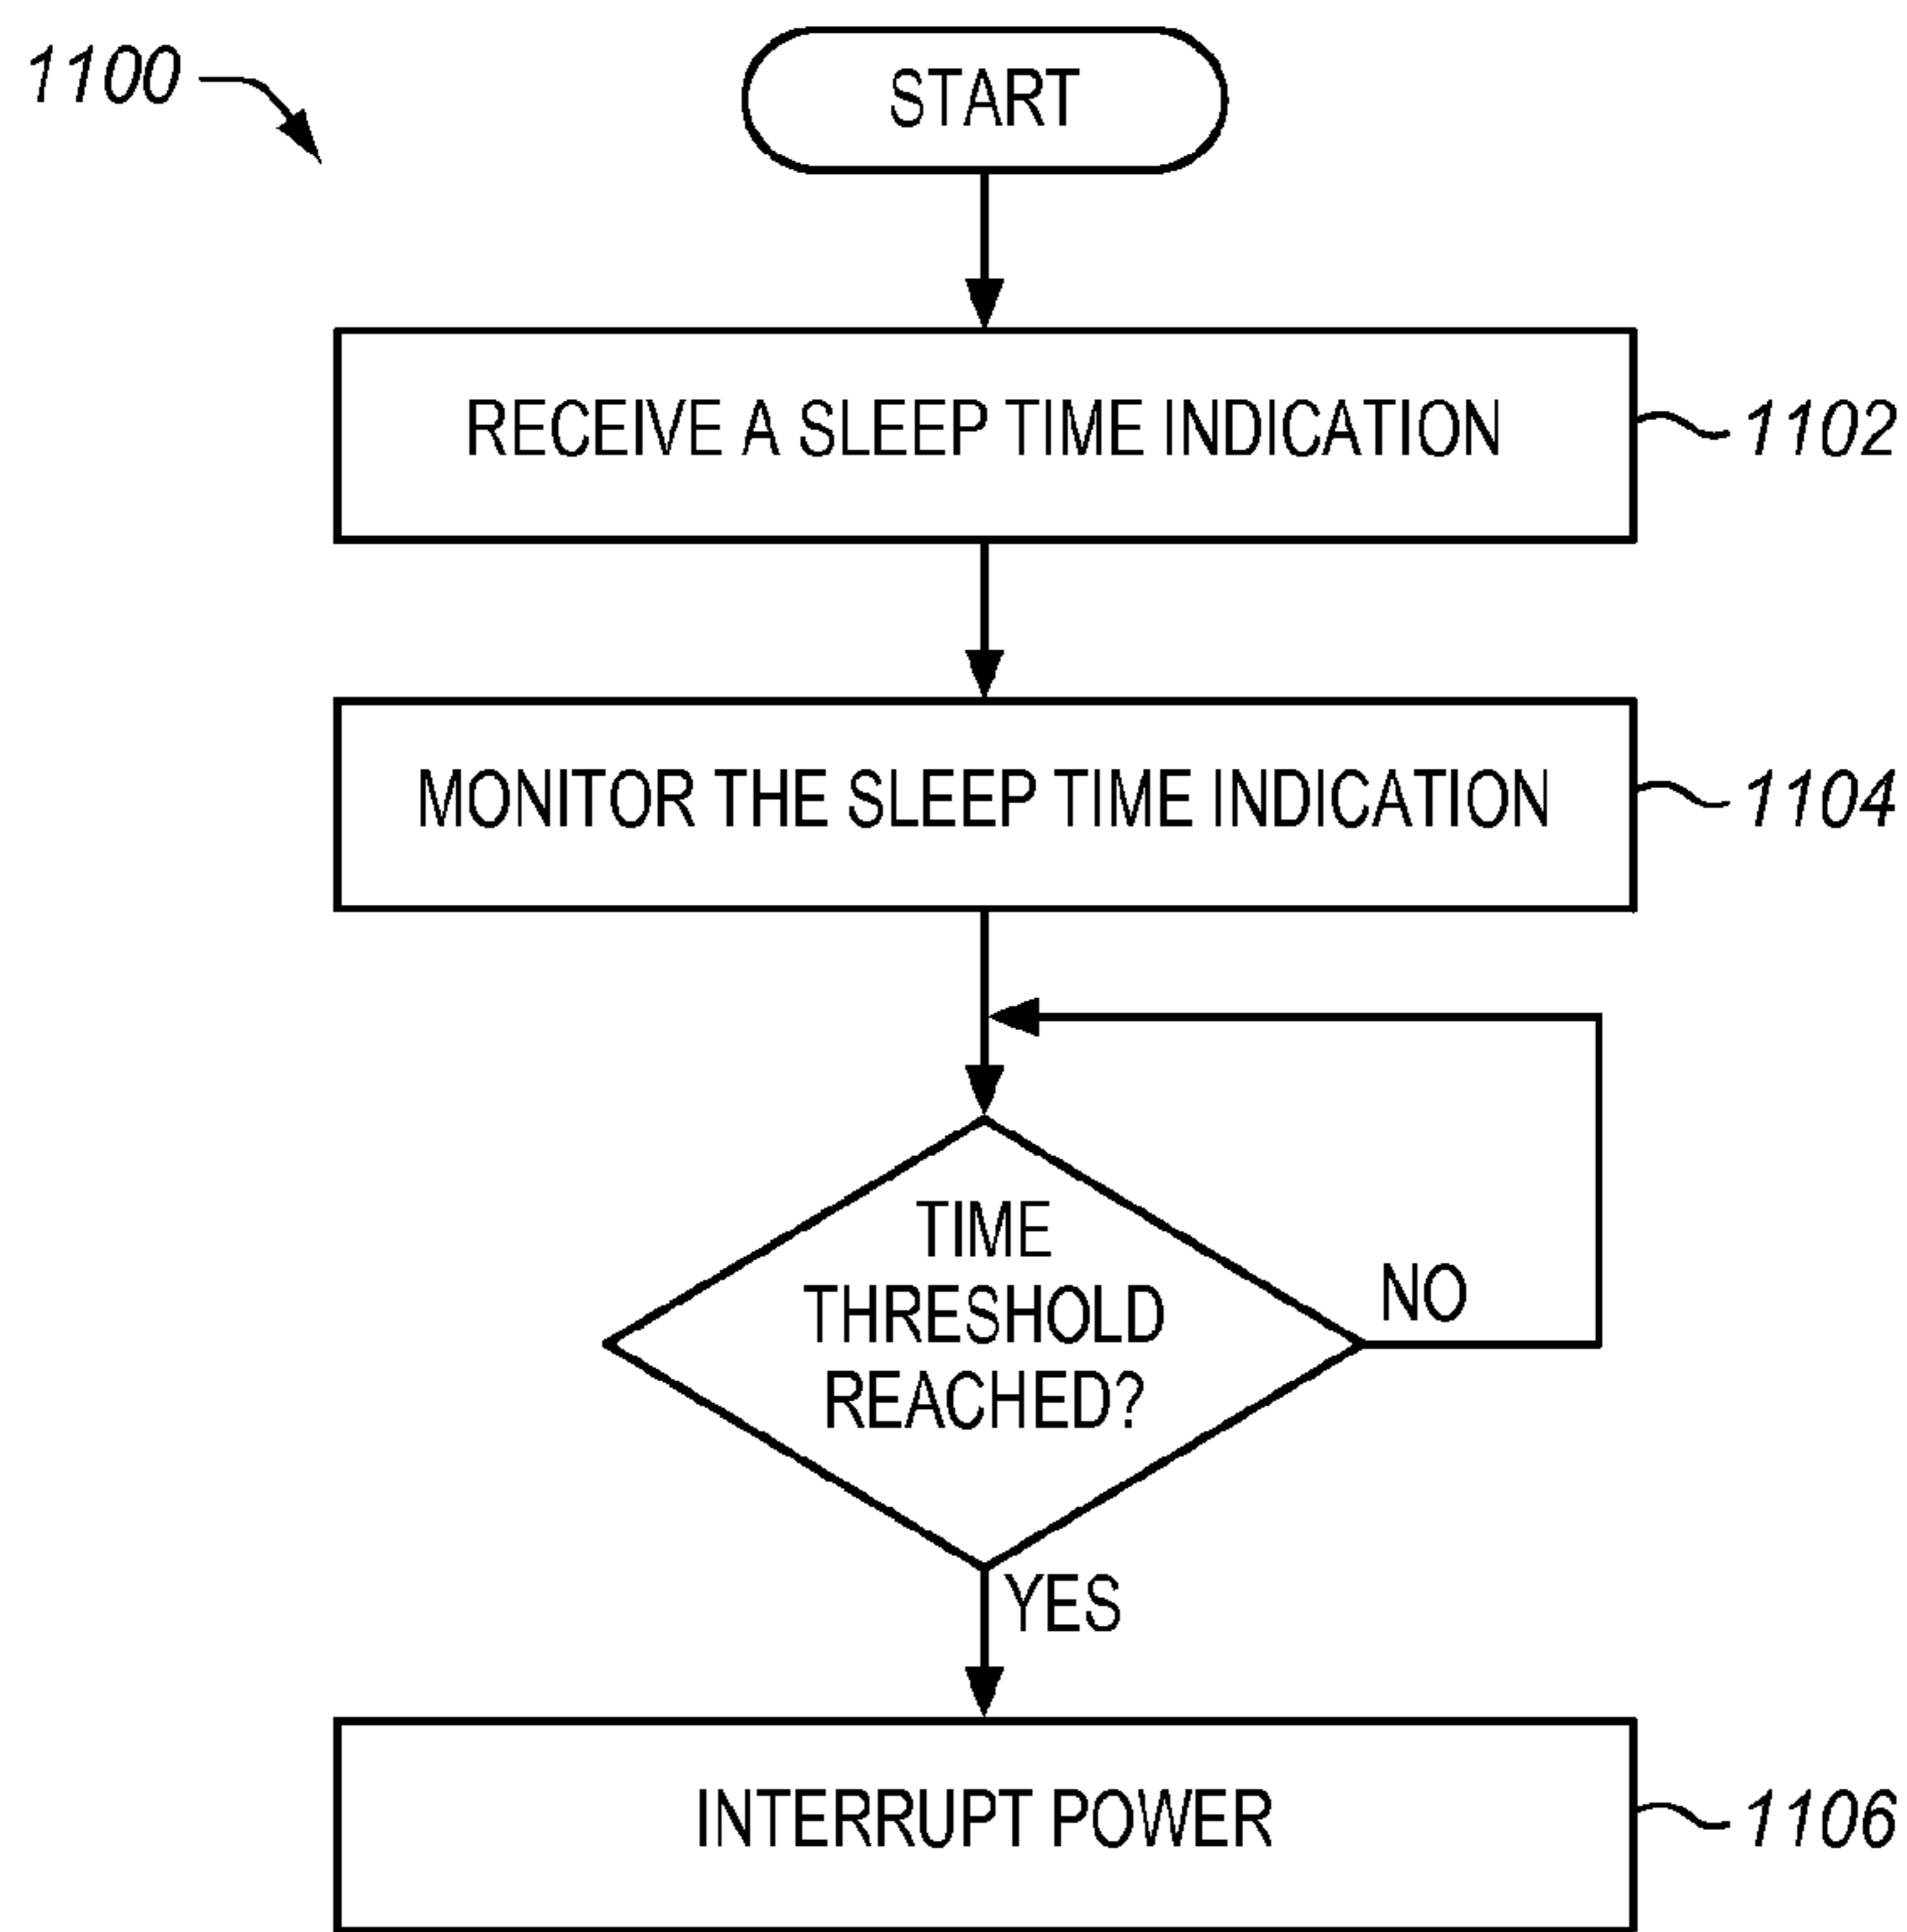 1100
START
RECEIVE A SLEEP TIME INDICATION
1102
MONITOR THE SLEEP TIME INDICATION
1104
TIME
THRESHOLD
REACHED?
NO
YES
INTERRUPT POWER
1106